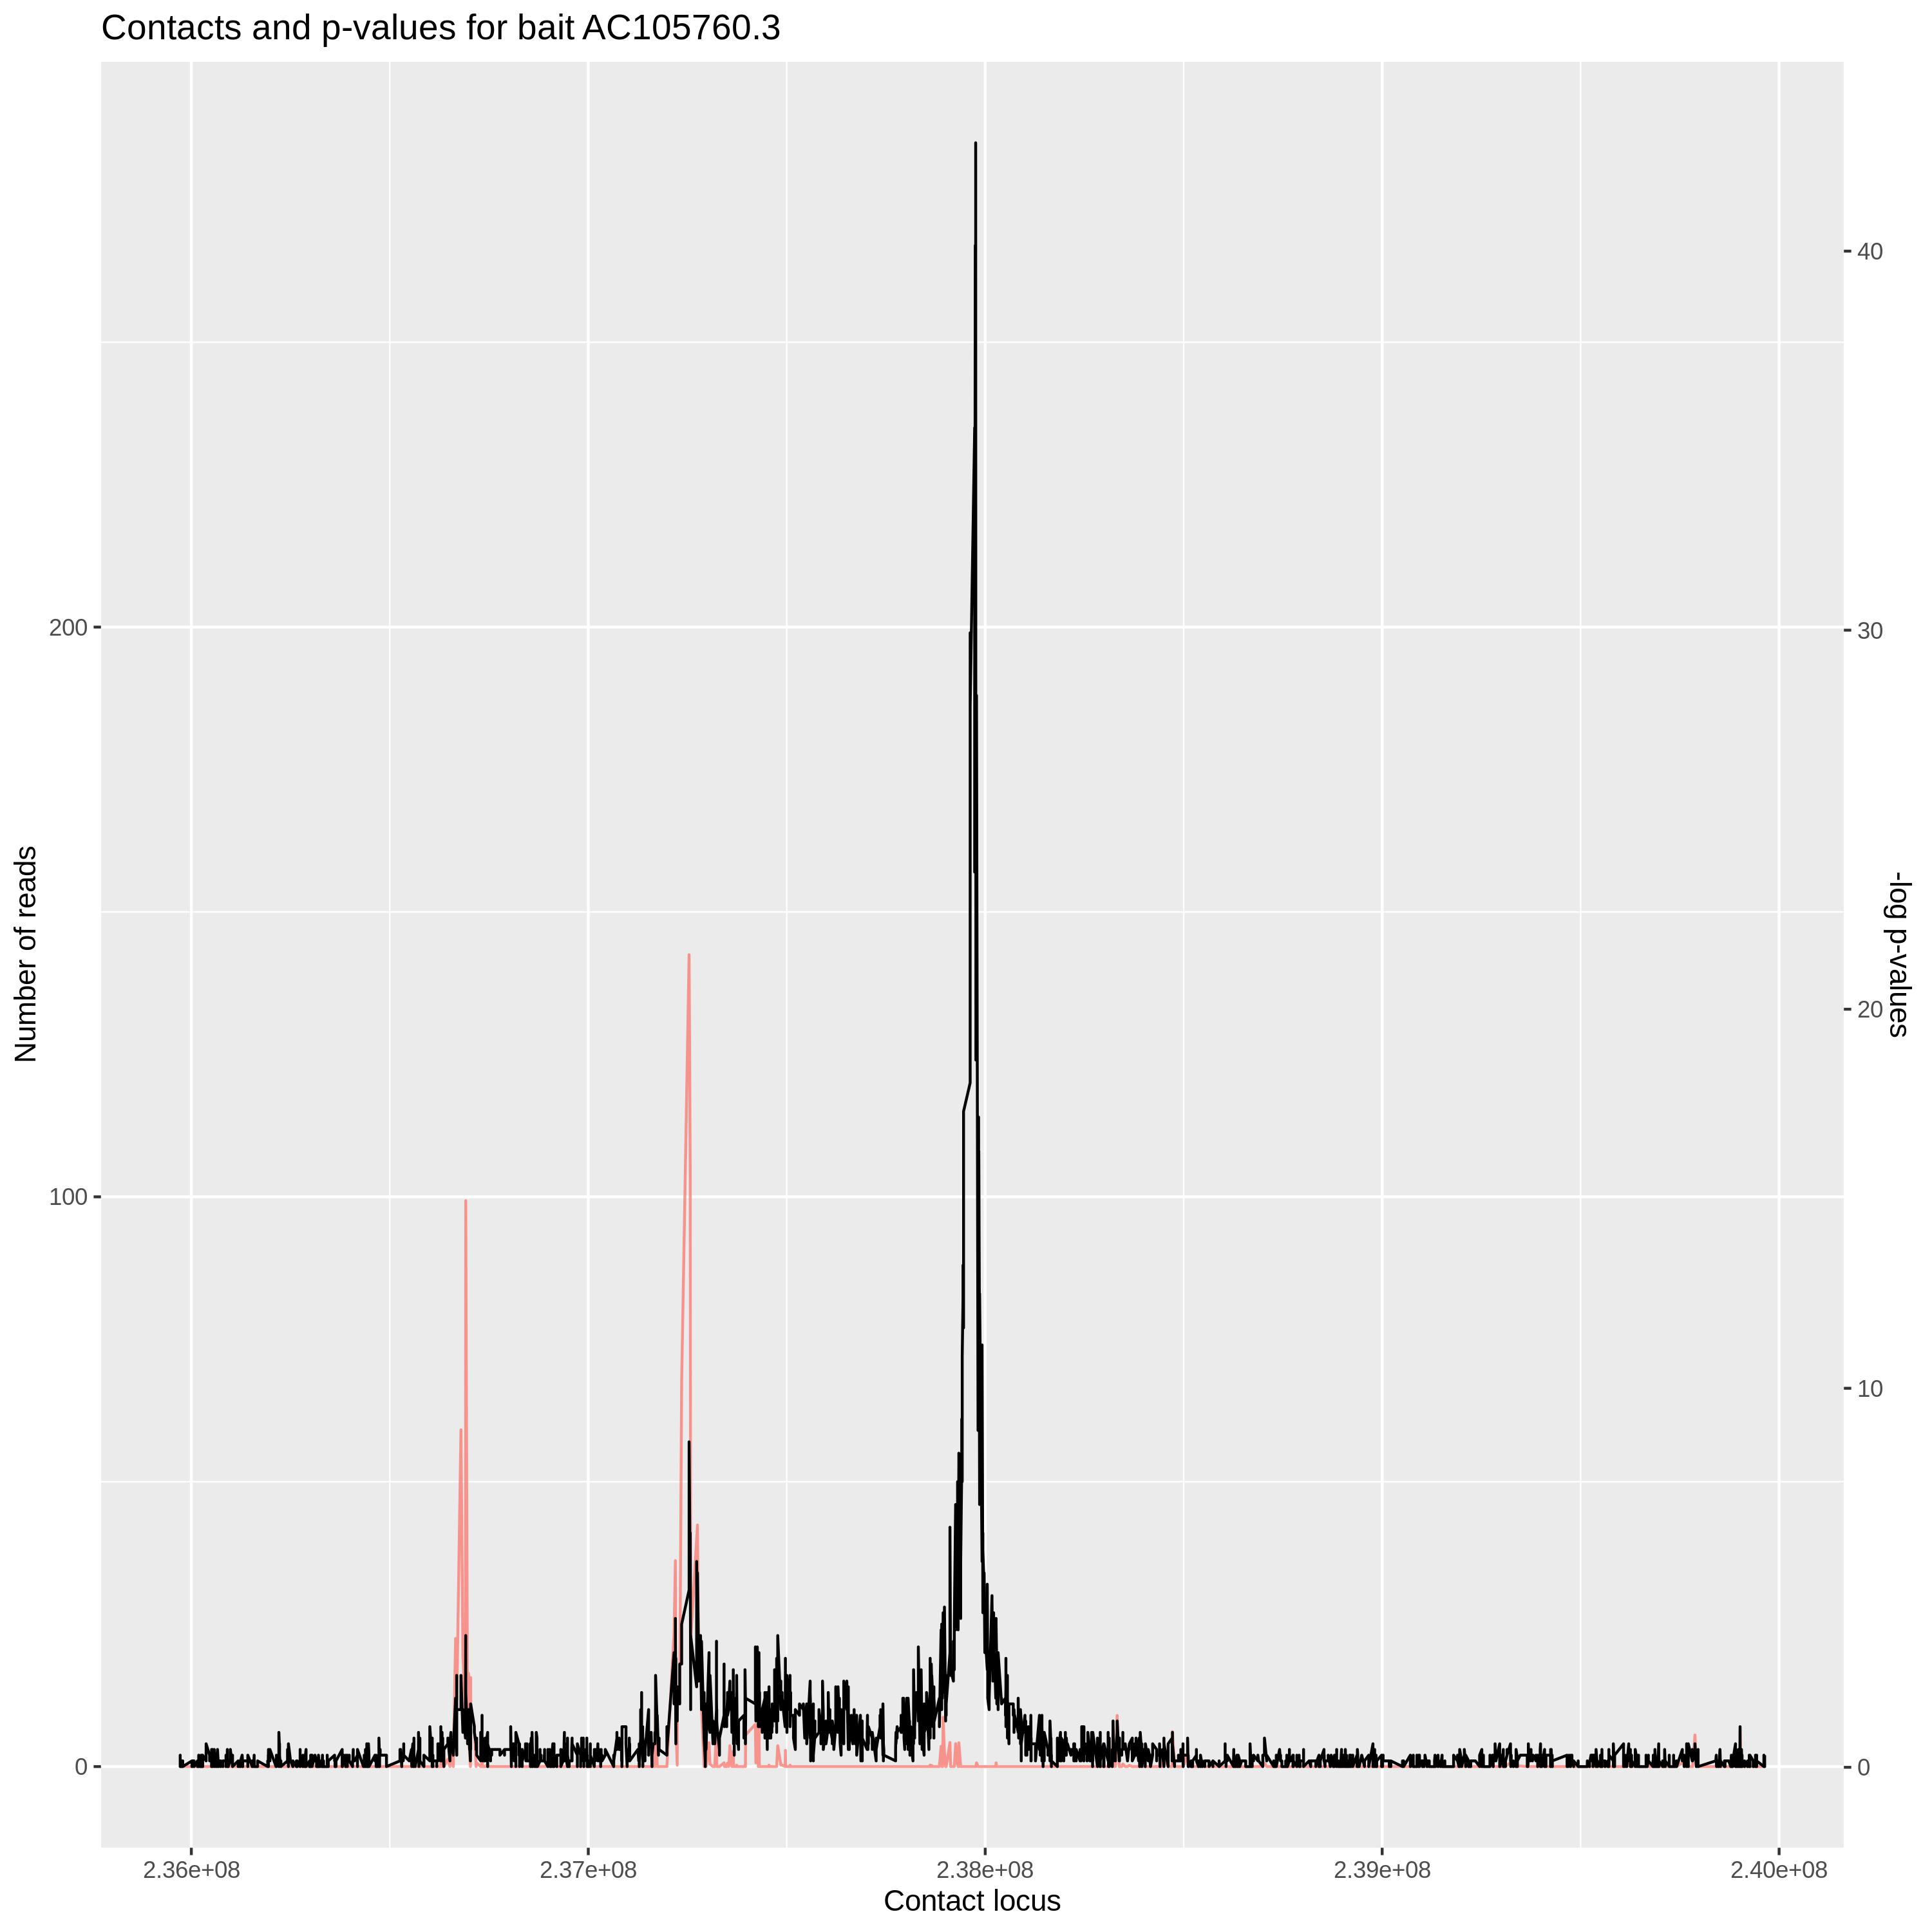 Contacts and p-values for bait AC105760.3
Number of reads
200
100
0
40
30
20
10
0
-log p-values
2.36e+08
2.37e+08
2.38e+08
2.39e+08
2.40e+08
Contact locus